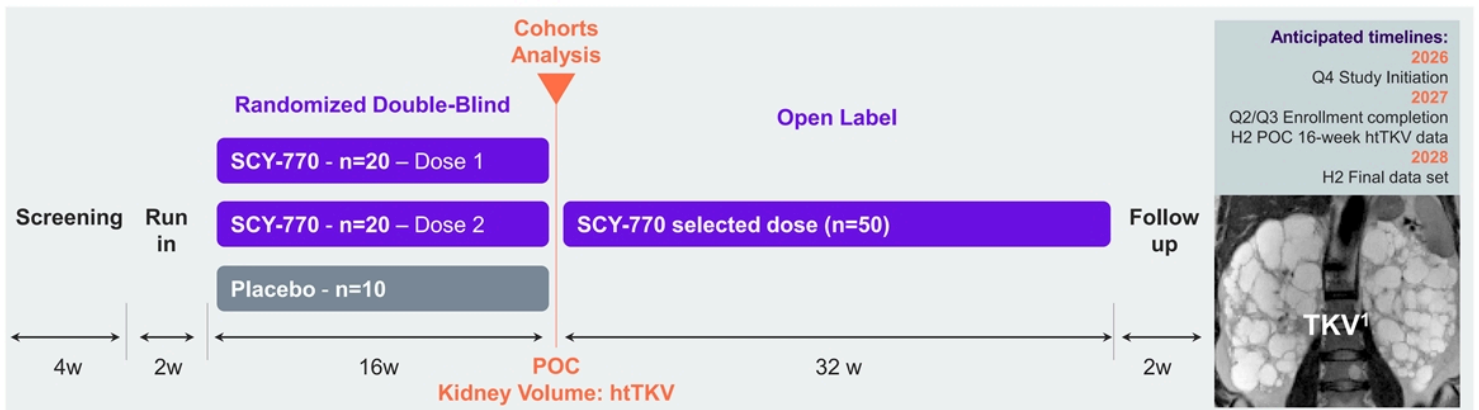 Cohorts
Analysis
Randomized Double-Blind
Open Label
SCY-770 - n=20 – Dose 1
Screening
Run
in
SCY-770 - n=20 – Dose 2
SCY-770 selected dose (n=50)
Follow
up
Placebo - n=10
4w
2w
16w
POC
Kidney Volume: htTKV
32 w
2w
Anticipated timelines:
2026
Q4 Study Initiation
2027
Q2/Q3 Enrollment completion
H2 POC 16-week htTKV data
2028
H2 Final data set
TKV¹